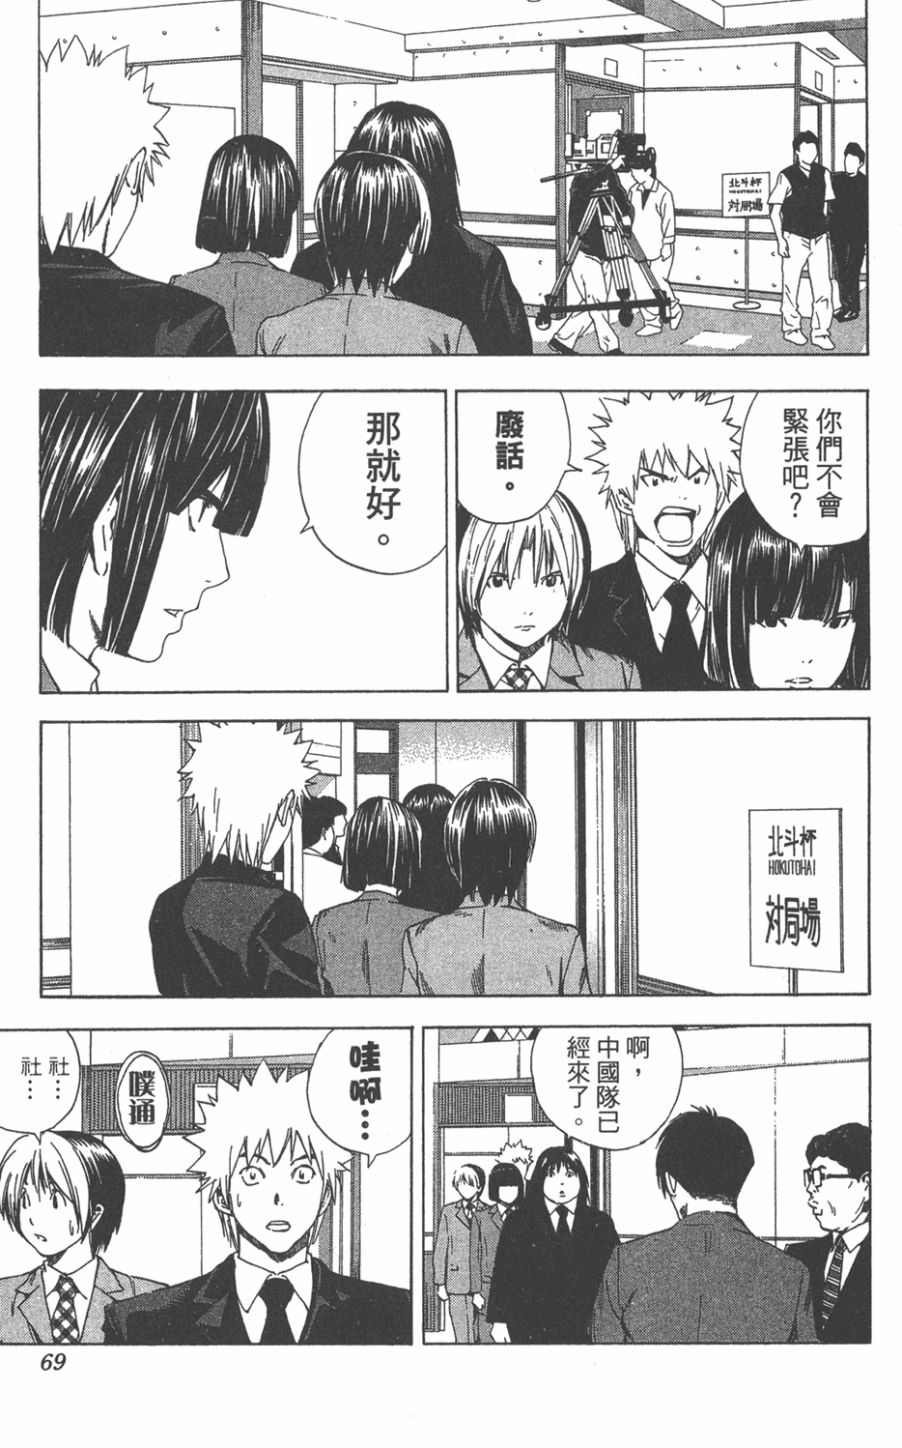 北斗杯
HOKUTOHAI
対局場
你們不會
緊張吧?
廢話。
那就好。
北斗杯
HOKUTOHAI
対局場
啊,
中國隊已
經來了。
哇啊…
噗通
社…
社…
69